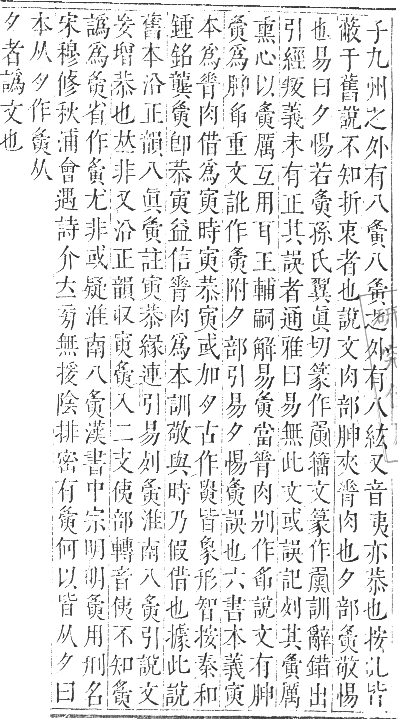 子九州之外有八夤八夤之外有八紘又音夷亦恭也按此皆
蔽于舊說不知折衷者也說文肉部胂夾脊肉也夕部夤敬惕
也易曰夕惕若夤孫氏翼眞切篆作夤籀文篆作𡖐訓辭錯出
引經疲義未有正其誤者通雅曰易無此文或誤記列其夤厲
熏心以夤厲互用耳王輔嗣解易夤當脊肉別作𦙫說文有胂
夤爲胂𦙫重文訛作夤附夕部引易夕惕夤誤也六書本義寅
本爲脊肉借爲寅時寅恭寅或加夕古作𡖐皆象形智按秦和
鍾銘龔夤卽恭寅益信脊肉爲本訓敬與時乃假借也據此說
舊本沿正韻八眞夤註寅恭緣連引易列夤淮南八夤引說文
妄增恭也𠀤非又沿正韻収寅夤入二支侇部轉音侇不知夤
譌爲夤省作夤尤非或疑淮南八夤漢書中宗明明夤用刑名
宋穆修秋浦會遇詩介立旁無援陰排密有夤何以皆从夕曰
本从夕作夤从
夕者譌文也